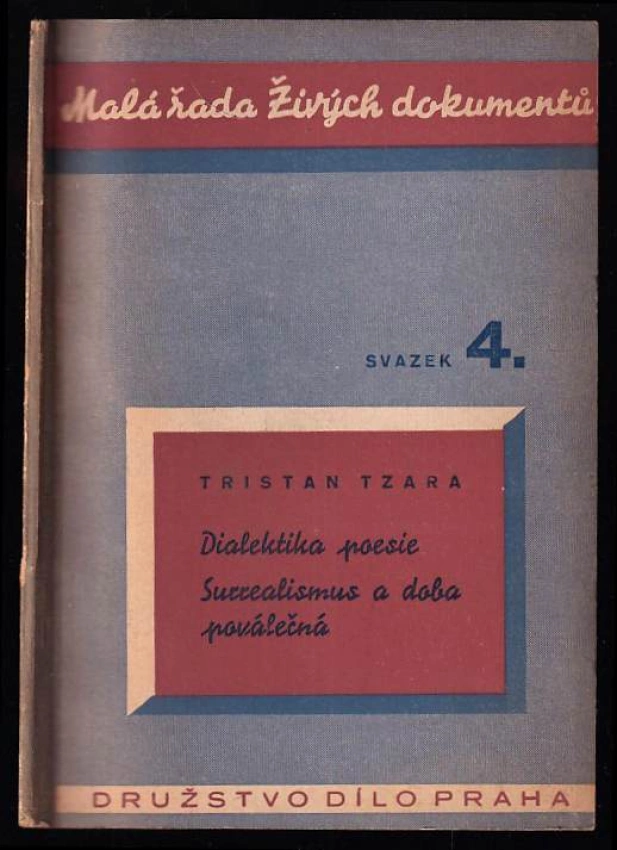 Malá řada Živých dokumentů
SVAZEK 4.
TRISTAN TZARA
Dialektika poesie
Surrealismus a doba
poválečná
DRUŽSTVO DÍLO PRAHA